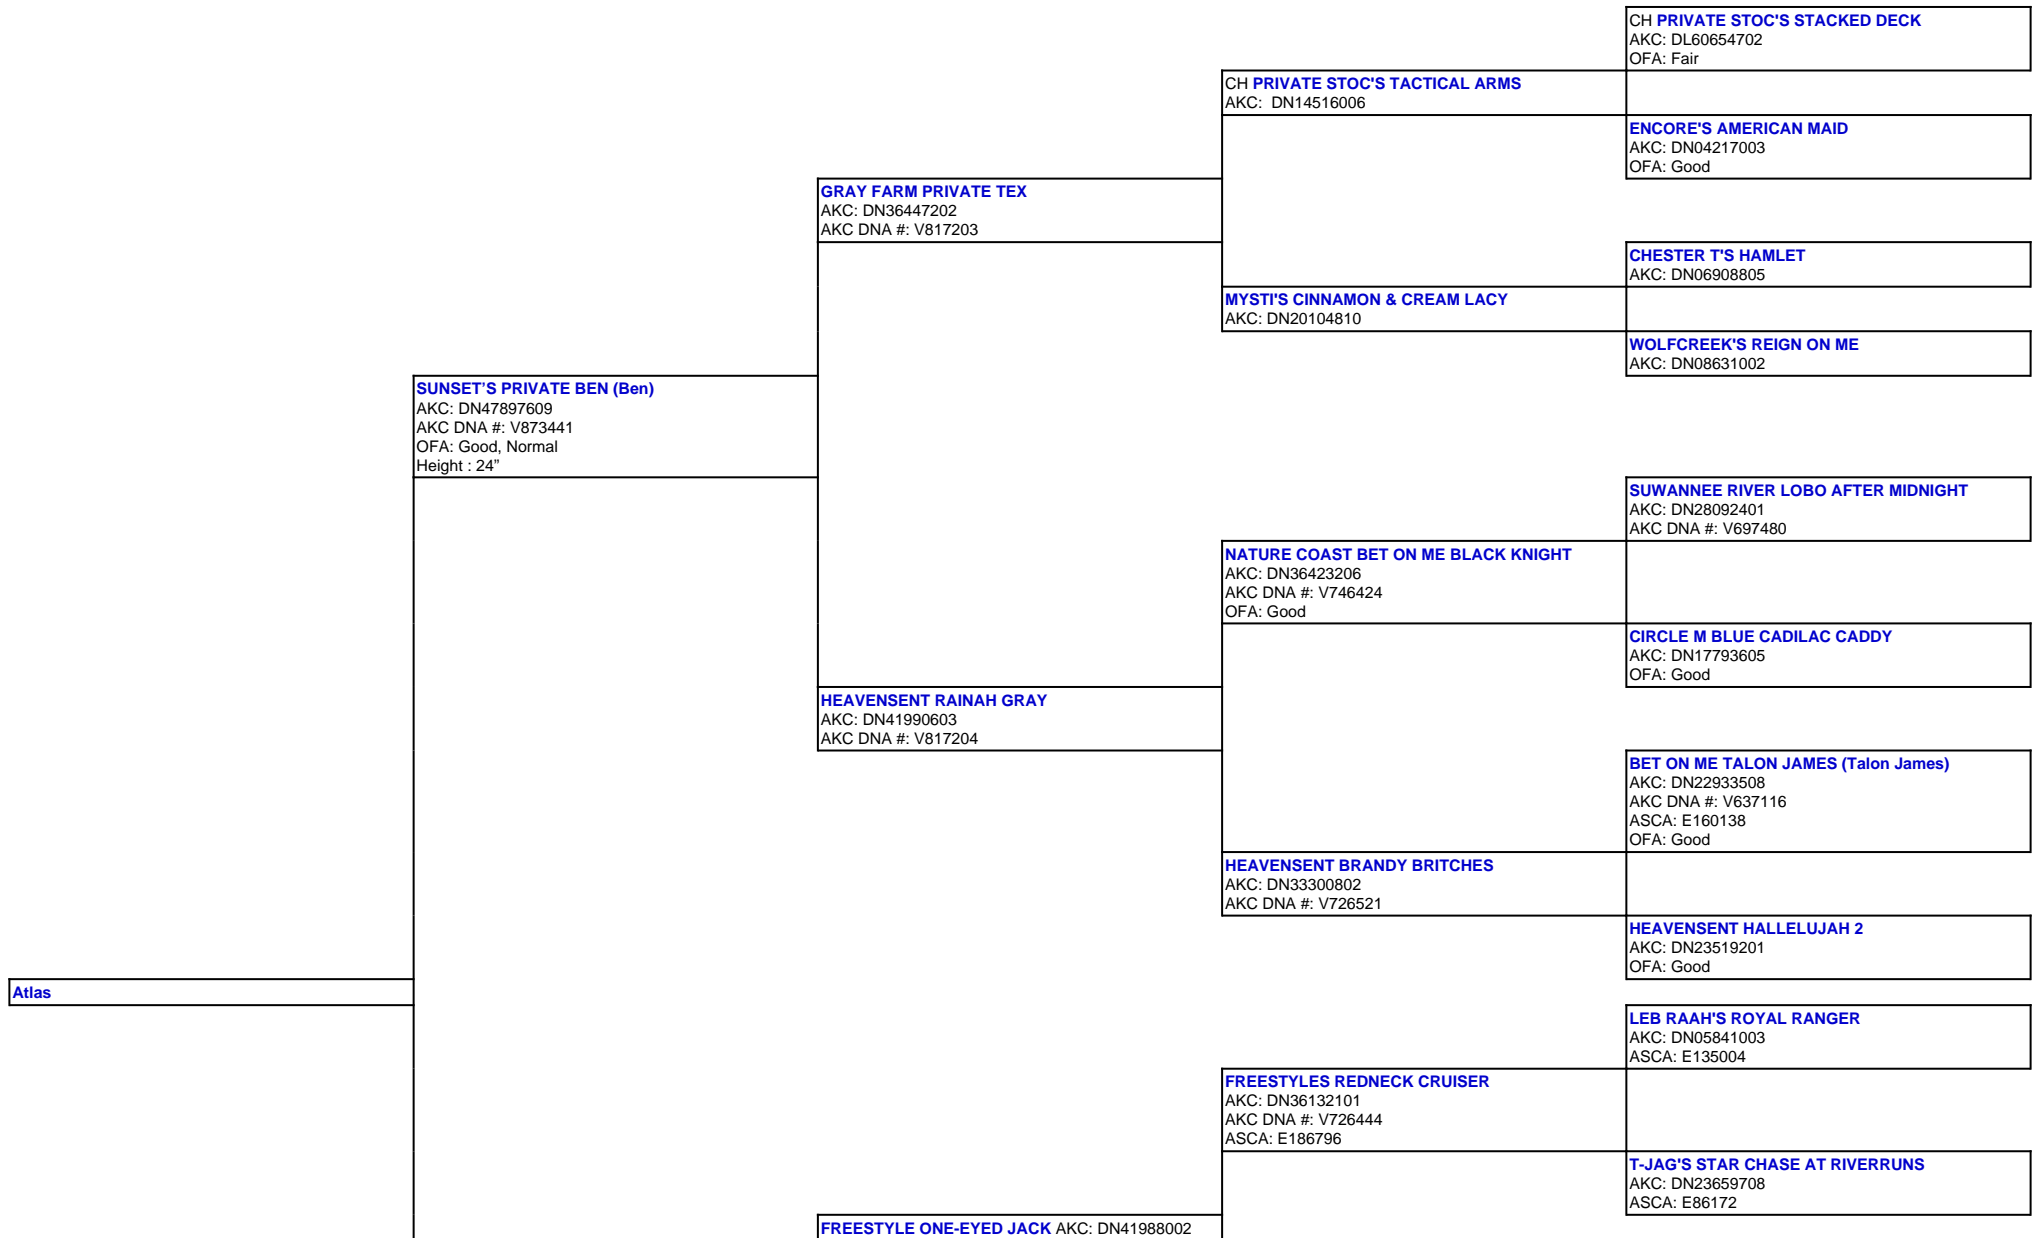 CH PRIVATE STOC'S STACKED DECK
AKC: DL60654702
OFA: Fair
CH PRIVATE STOC'S TACTICAL ARMS
AKC:  DN14516006
ENCORE'S AMERICAN MAID
AKC: DN04217003
OFA: Good
GRAY FARM PRIVATE TEX
AKC: DN36447202
AKC DNA #: V817203
CHESTER T'S HAMLET
AKC: DN06908805
MYSTI'S CINNAMON & CREAM LACY
AKC: DN20104810
WOLFCREEK'S REIGN ON ME
AKC: DN08631002
SUNSET’S PRIVATE BEN (Ben)
AKC: DN47897609
AKC DNA #: V873441
OFA: Good, Normal
Height : 24”
SUWANNEE RIVER LOBO AFTER MIDNIGHT
AKC: DN28092401
AKC DNA #: V697480
NATURE COAST BET ON ME BLACK KNIGHT
AKC: DN36423206
AKC DNA #: V746424
OFA: Good
CIRCLE M BLUE CADILAC CADDY
AKC: DN17793605
OFA: Good
HEAVENSENT RAINAH GRAY
AKC: DN41990603
AKC DNA #: V817204
BET ON ME TALON JAMES (Talon James)
AKC: DN22933508
AKC DNA #: V637116
ASCA: E160138
OFA: Good
HEAVENSENT BRANDY BRITCHES
AKC: DN33300802
AKC DNA #: V726521
HEAVENSENT HALLELUJAH 2
AKC: DN23519201
OFA: Good
Atlas
LEB RAAH'S ROYAL RANGER
AKC: DN05841003
ASCA: E135004
FREESTYLES REDNECK CRUISER
AKC: DN36132101
AKC DNA #: V726444
ASCA: E186796
T-JAG'S STAR CHASE AT RIVERRUNS
AKC: DN23659708
ASCA: E86172
FREESTYLE ONE-EYED JACK AKC: DN41988002